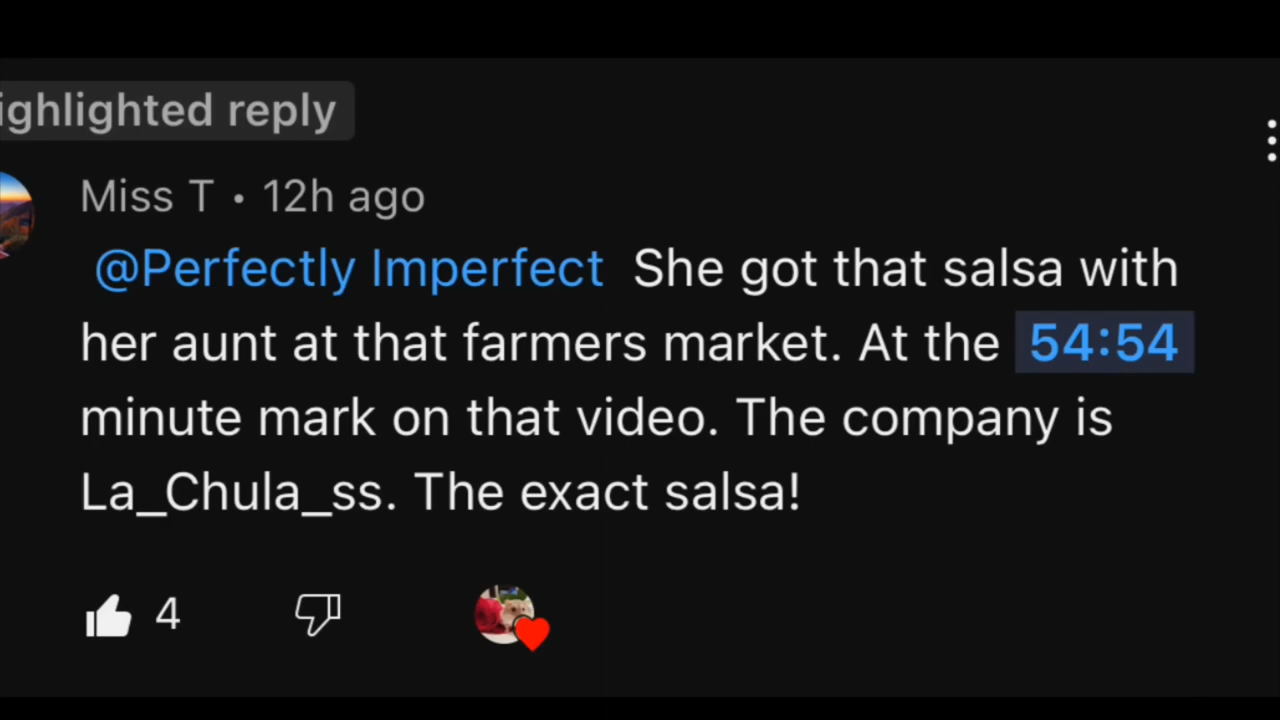 ighlighted reply
Miss T • 12h ago
@Perfectly Imperfect She got that salsa with
her aunt at that farmers market. At the 54:54
minute mark on that video. The company is
La_Chula_ss. The exact salsa!
4